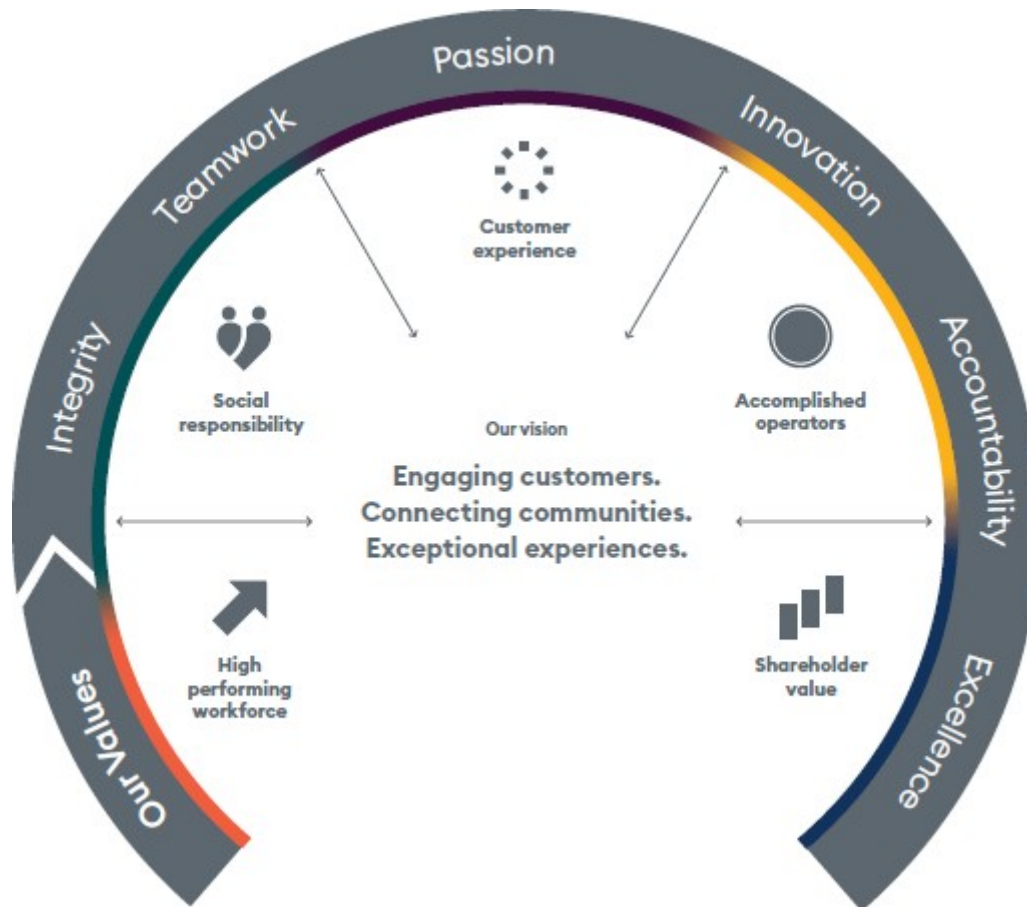 Our Values
Integrity
Teamwork
Passion
Innovation
Accountability
Excellence
Customer
experience
Social
responsibility
Accomplished
operators
Our vision
Engaging customers.
Connecting communities.
Exceptional experiences.
High
performing
workforce
Shareholder
value